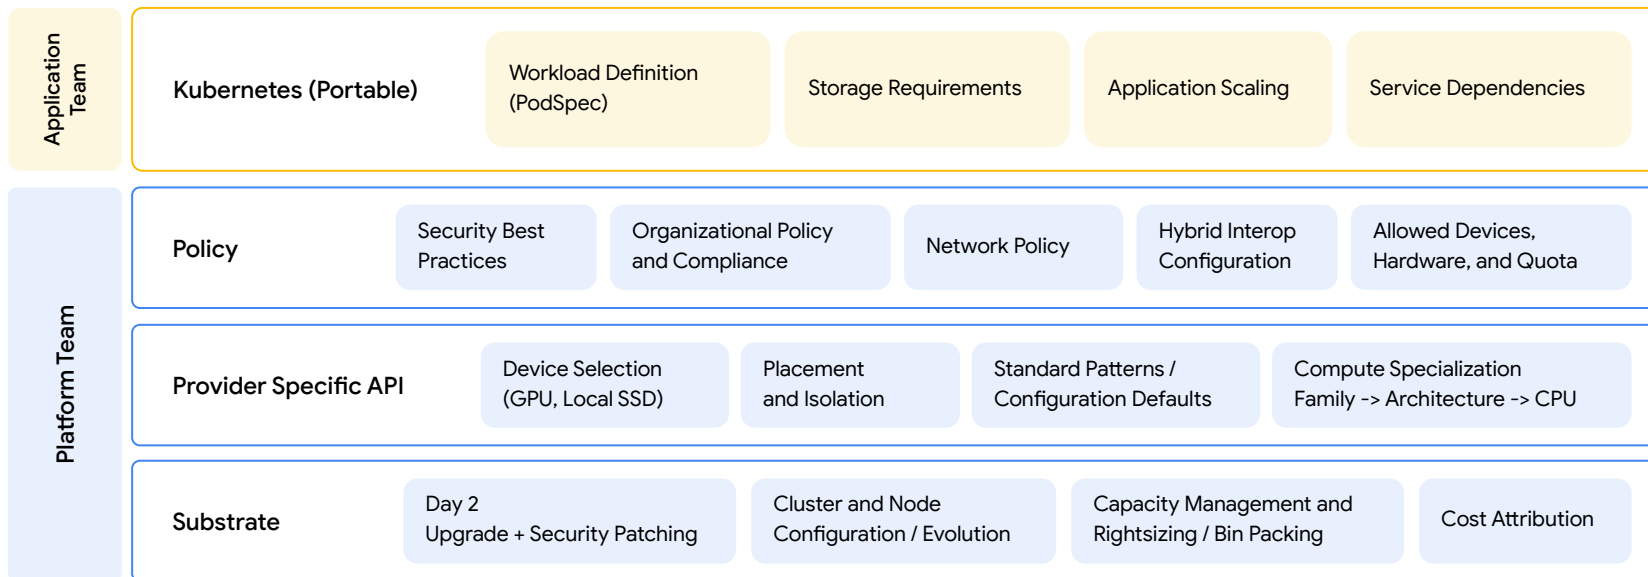 Application
Team
Kubernetes (Portable)
Workload Definition
(PodSpec)
Storage Requirements
Application Scaling
Service Dependencies
Platform Team
Policy
Security Best
Practices
Organizational Policy
and Compliance
Network Policy
Hybrid Interop
Configuration
Allowed Devices,
Hardware, and Quota
Provider Specific API
Device Selection
(GPU, Local SSD)
Placement
and Isolation
Standard Patterns /
Configuration Defaults
Compute Specialization
Family -> Architecture -> CPU
Substrate
Day 2
Upgrade + Security Patching
Cluster and Node
Configuration / Evolution
Capacity Management and
Rightsizing / Bin Packing
Cost Attribution